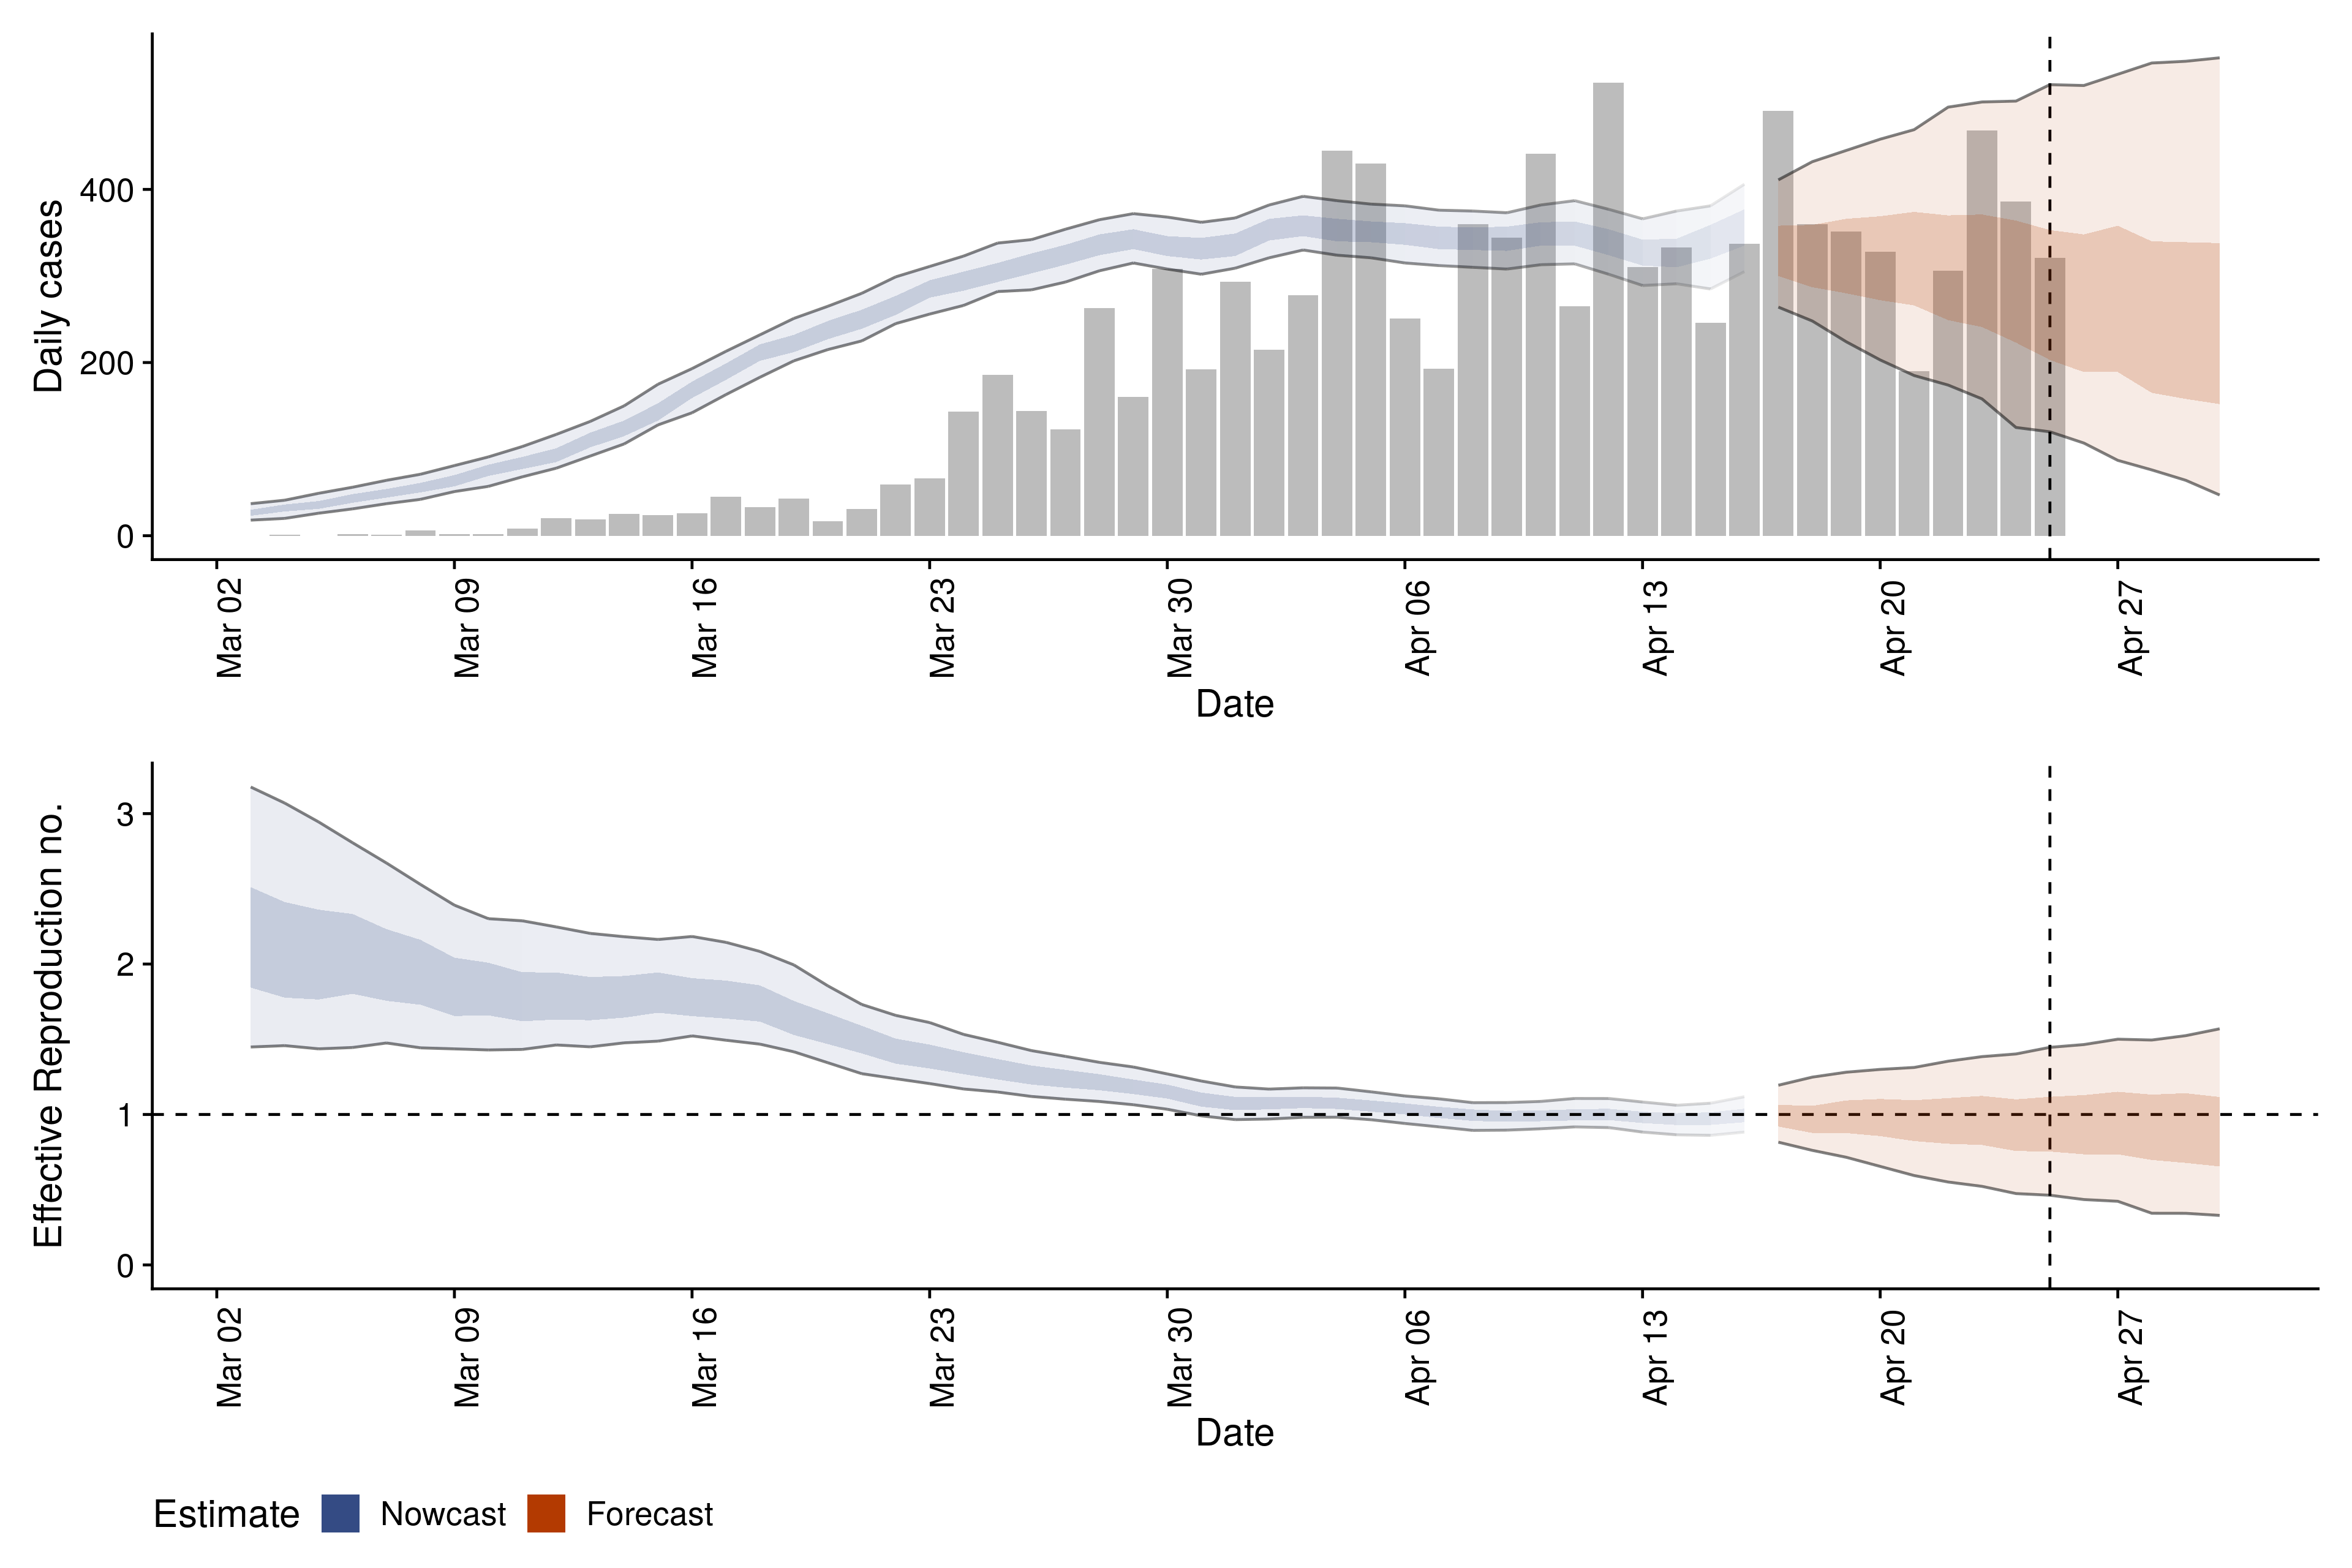 Daily cases
400
200
0
Mar 02
Mar 09
Mar 16
Mar 23
Mar 30
Apr 06
Apr 13
Apr 20
Apr 27
Date
Effective Reproduction no.
3
2
1
0
Mar 02
Mar 09
Mar 16
Mar 23
Mar 30
Apr 06
Apr 13
Apr 20
Apr 27
Date
Estimate Nowcast Forecast